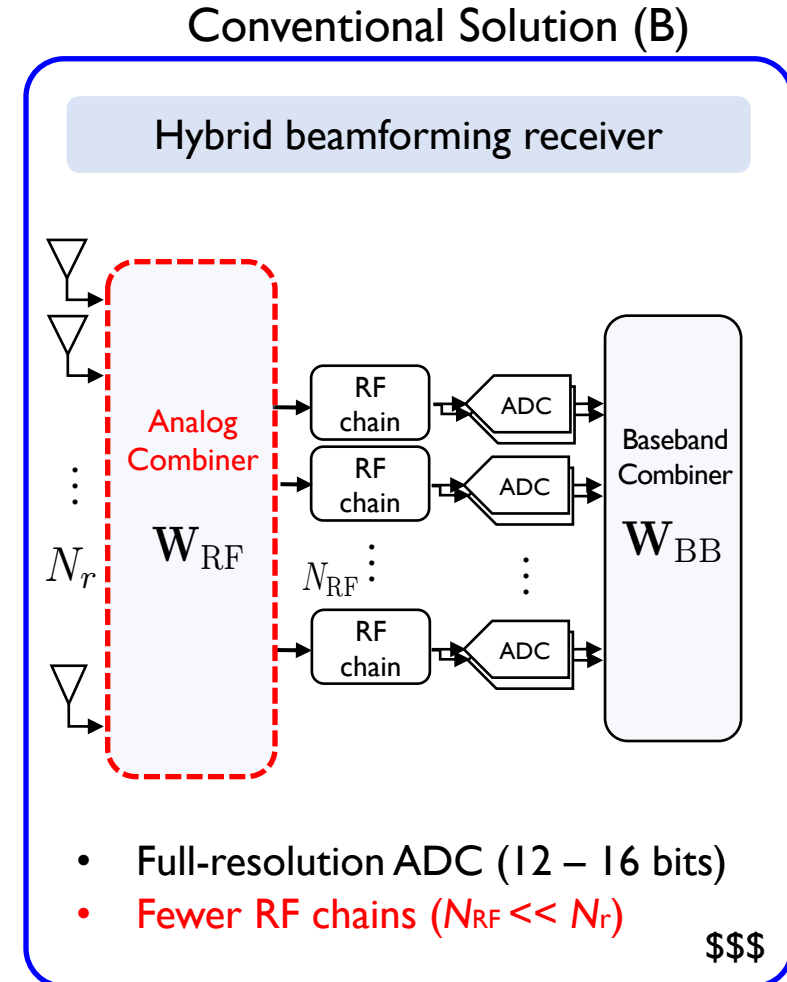 Conventional Solution (B)
Hybrid beamforming receiver
Analog
Combiner
W_RF
⋮
N_r
RF
chain
ADC
RF
chain
ADC
N_RF ⋮
⋮
RF
chain
ADC
Baseband
Combiner
W_BB
• Full-resolution ADC (12 – 16 bits)
• Fewer RF chains (N_RF << N_r)
$$$